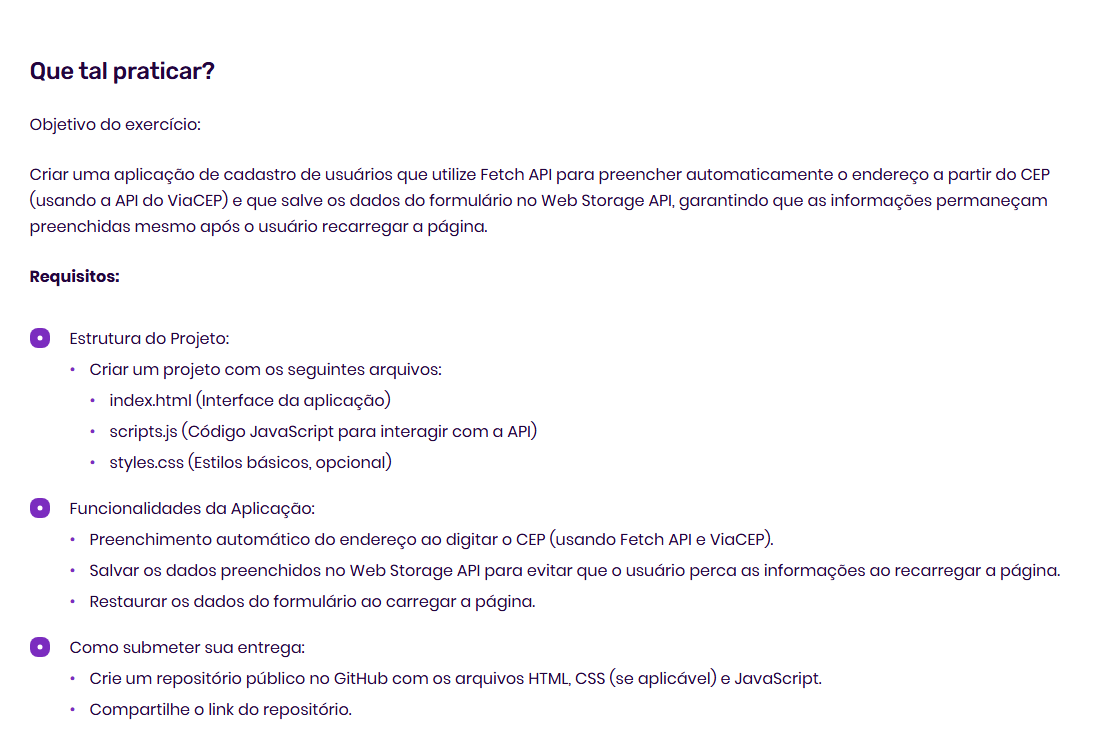 Que tal praticar?
Objetivo do exercício:
Criar uma aplicação de cadastro de usuários que utilize Fetch API para preencher automaticamente o endereço a partir do CEP
(usando a API do ViaCEP) e que salve os dados do formulário no Web Storage API, garantindo que as informações permaneçam
preenchidas mesmo após o usuário recarregar a página.
Requisitos:
Estrutura do Projeto:
Criar um projeto com os seguintes arquivos:
index.html (Interface da aplicação)
scripts.js (Código JavaScript para interagir com a API)
styles.css (Estilos básicos, opcional)
Funcionalidades da Aplicação:
Preenchimento automático do endereço ao digitar o CEP (usando Fetch API e ViaCEP).
Salvar os dados preenchidos no Web Storage API para evitar que o usuário perca as informações ao recarregar a página.
Restaurar os dados do formulário ao carregar a página.
Como submeter sua entrega:
Crie um repositório público no GitHub com os arquivos HTML, CSS (se aplicável) e JavaScript.
Compartilhe o link do repositório.